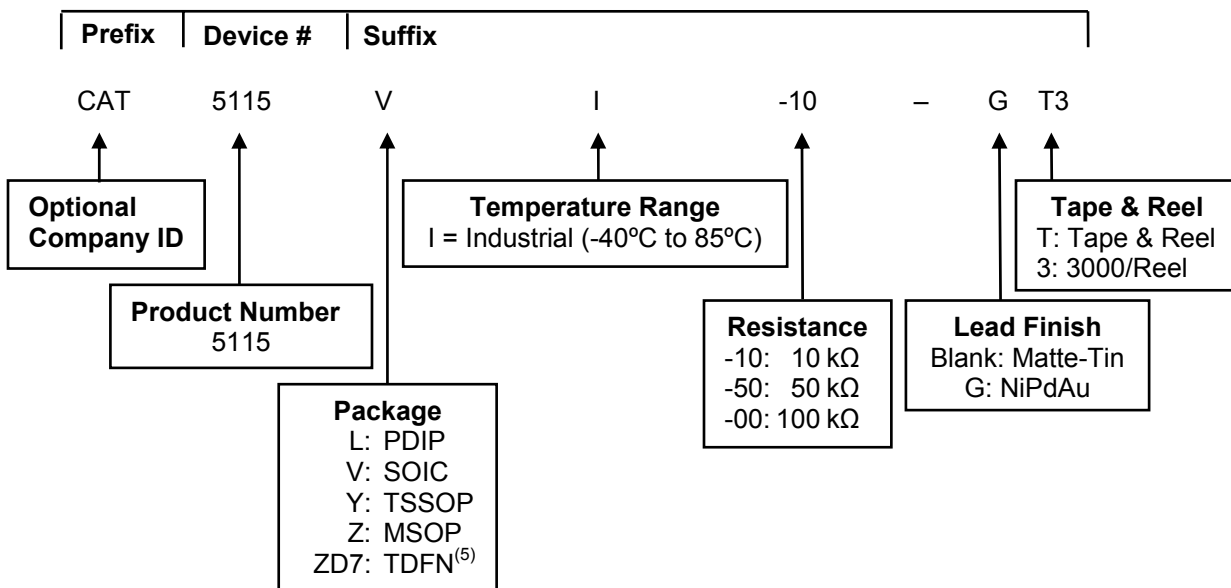 Prefix Device # Suffix
CAT 5115 V I -10 – G T3
Optional
Company ID
Product Number
5115
Package
L: PDIP
V: SOIC
Y: TSSOP
Z: MSOP
ZD7: TDFN(5)
Temperature Range
I = Industrial (-40ºC to 85ºC)
Resistance
-10: 10 kΩ
-50: 50 kΩ
-00: 100 kΩ
Lead Finish
Blank: Matte-Tin
G: NiPdAu
Tape & Reel
T: Tape & Reel
3: 3000/Reel